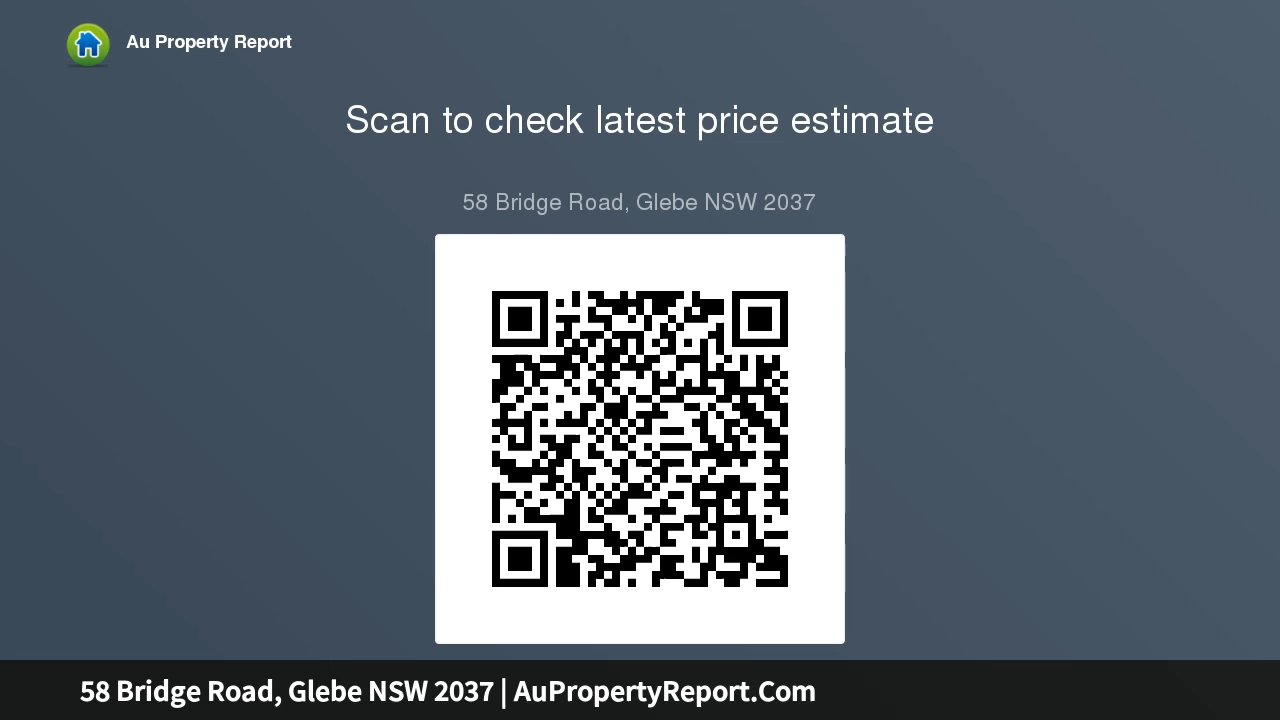 Au Property Report
Scan to check latest price estimate
58 Bridge Road, Glebe NSW 2037
58 Bridge Road, Glebe NSW 2037 | AuPropertyReport.Com